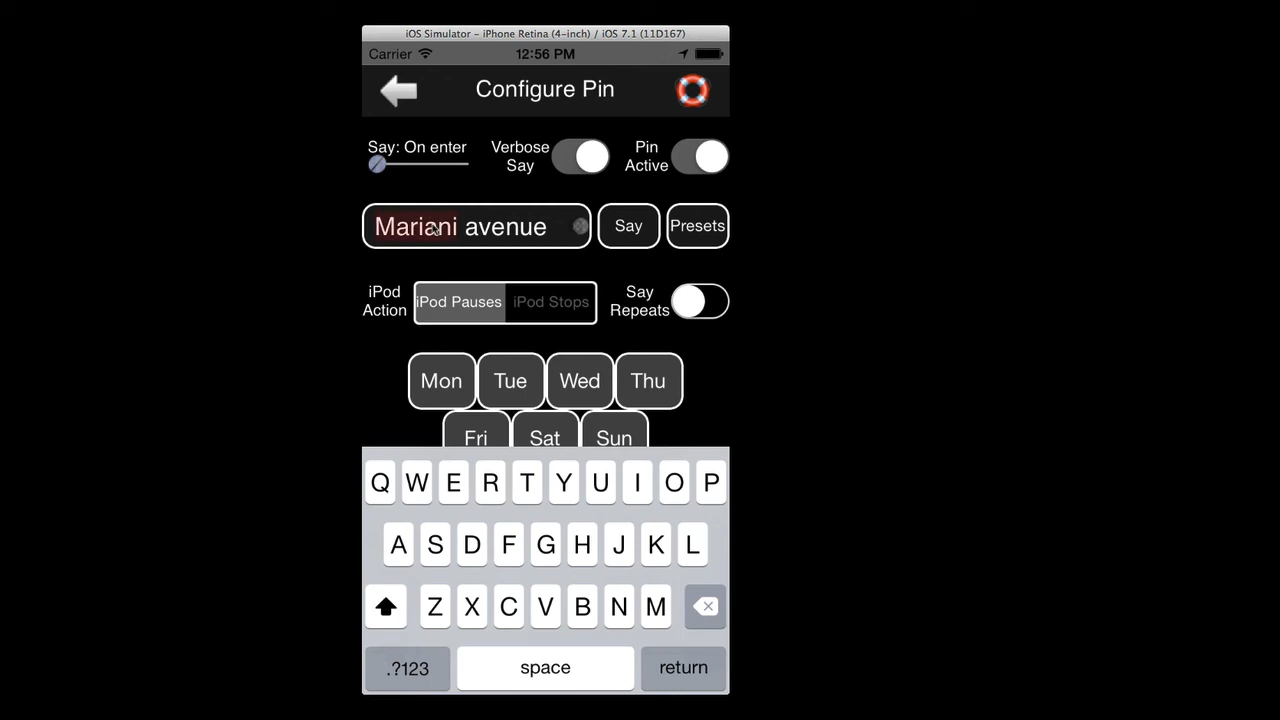 iOS Simulator - iPhone Retina (4-inch) / iOS 7.1 (11D167)
Carrier 12:56 PM
Configure Pin
Say: On enter
Verbose Say
Pin Active
Mariani avenue
Say
Presets
iPod Action
iPod Pauses
iPod Stops
Say Repeats
Mon Tue Wed Thu
Fri Sat Sun
Q W E R T Y U I O P
A S D F G H J K L
Z X C V B N M
.?123 space return